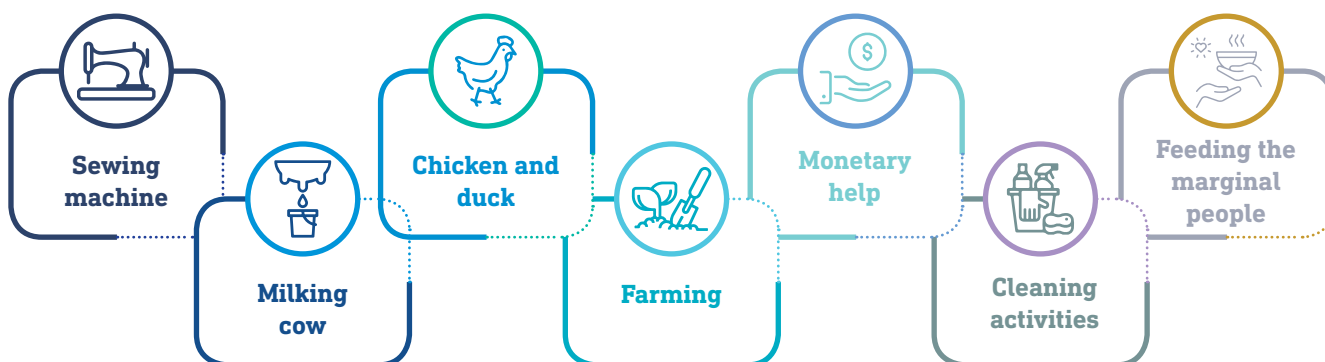 Sewing
machine
Milking
cow
Chicken and
duck
Farming
$
Monetary
help
Cleaning
activities
Feeding the
marginal
people